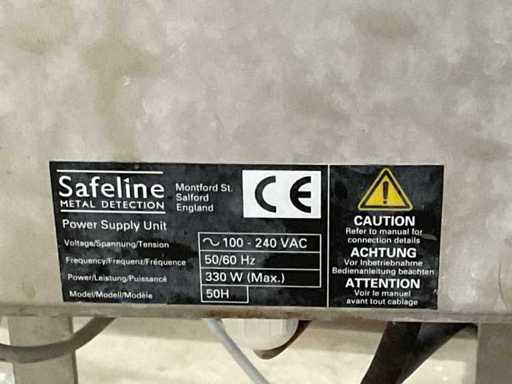 Safeline
METAL DETECTION
Montford St.
Salford
England
CE
Power Supply Unit
Voltage/Spannung/Tension ~ 100 - 240 VAC
Frequency/Frequenz/Fréquence 50/60 Hz
Power/Leistung/Puissancé 330 W (Max.)
Model/Modell/Modèle 50H
CAUTION
Refer to manual for
connection details
ACHTUNG
Vor Inbetriebnahme
Bedienanleitung beachten
ATTENTION
Voir le manuel
avant tout cablage